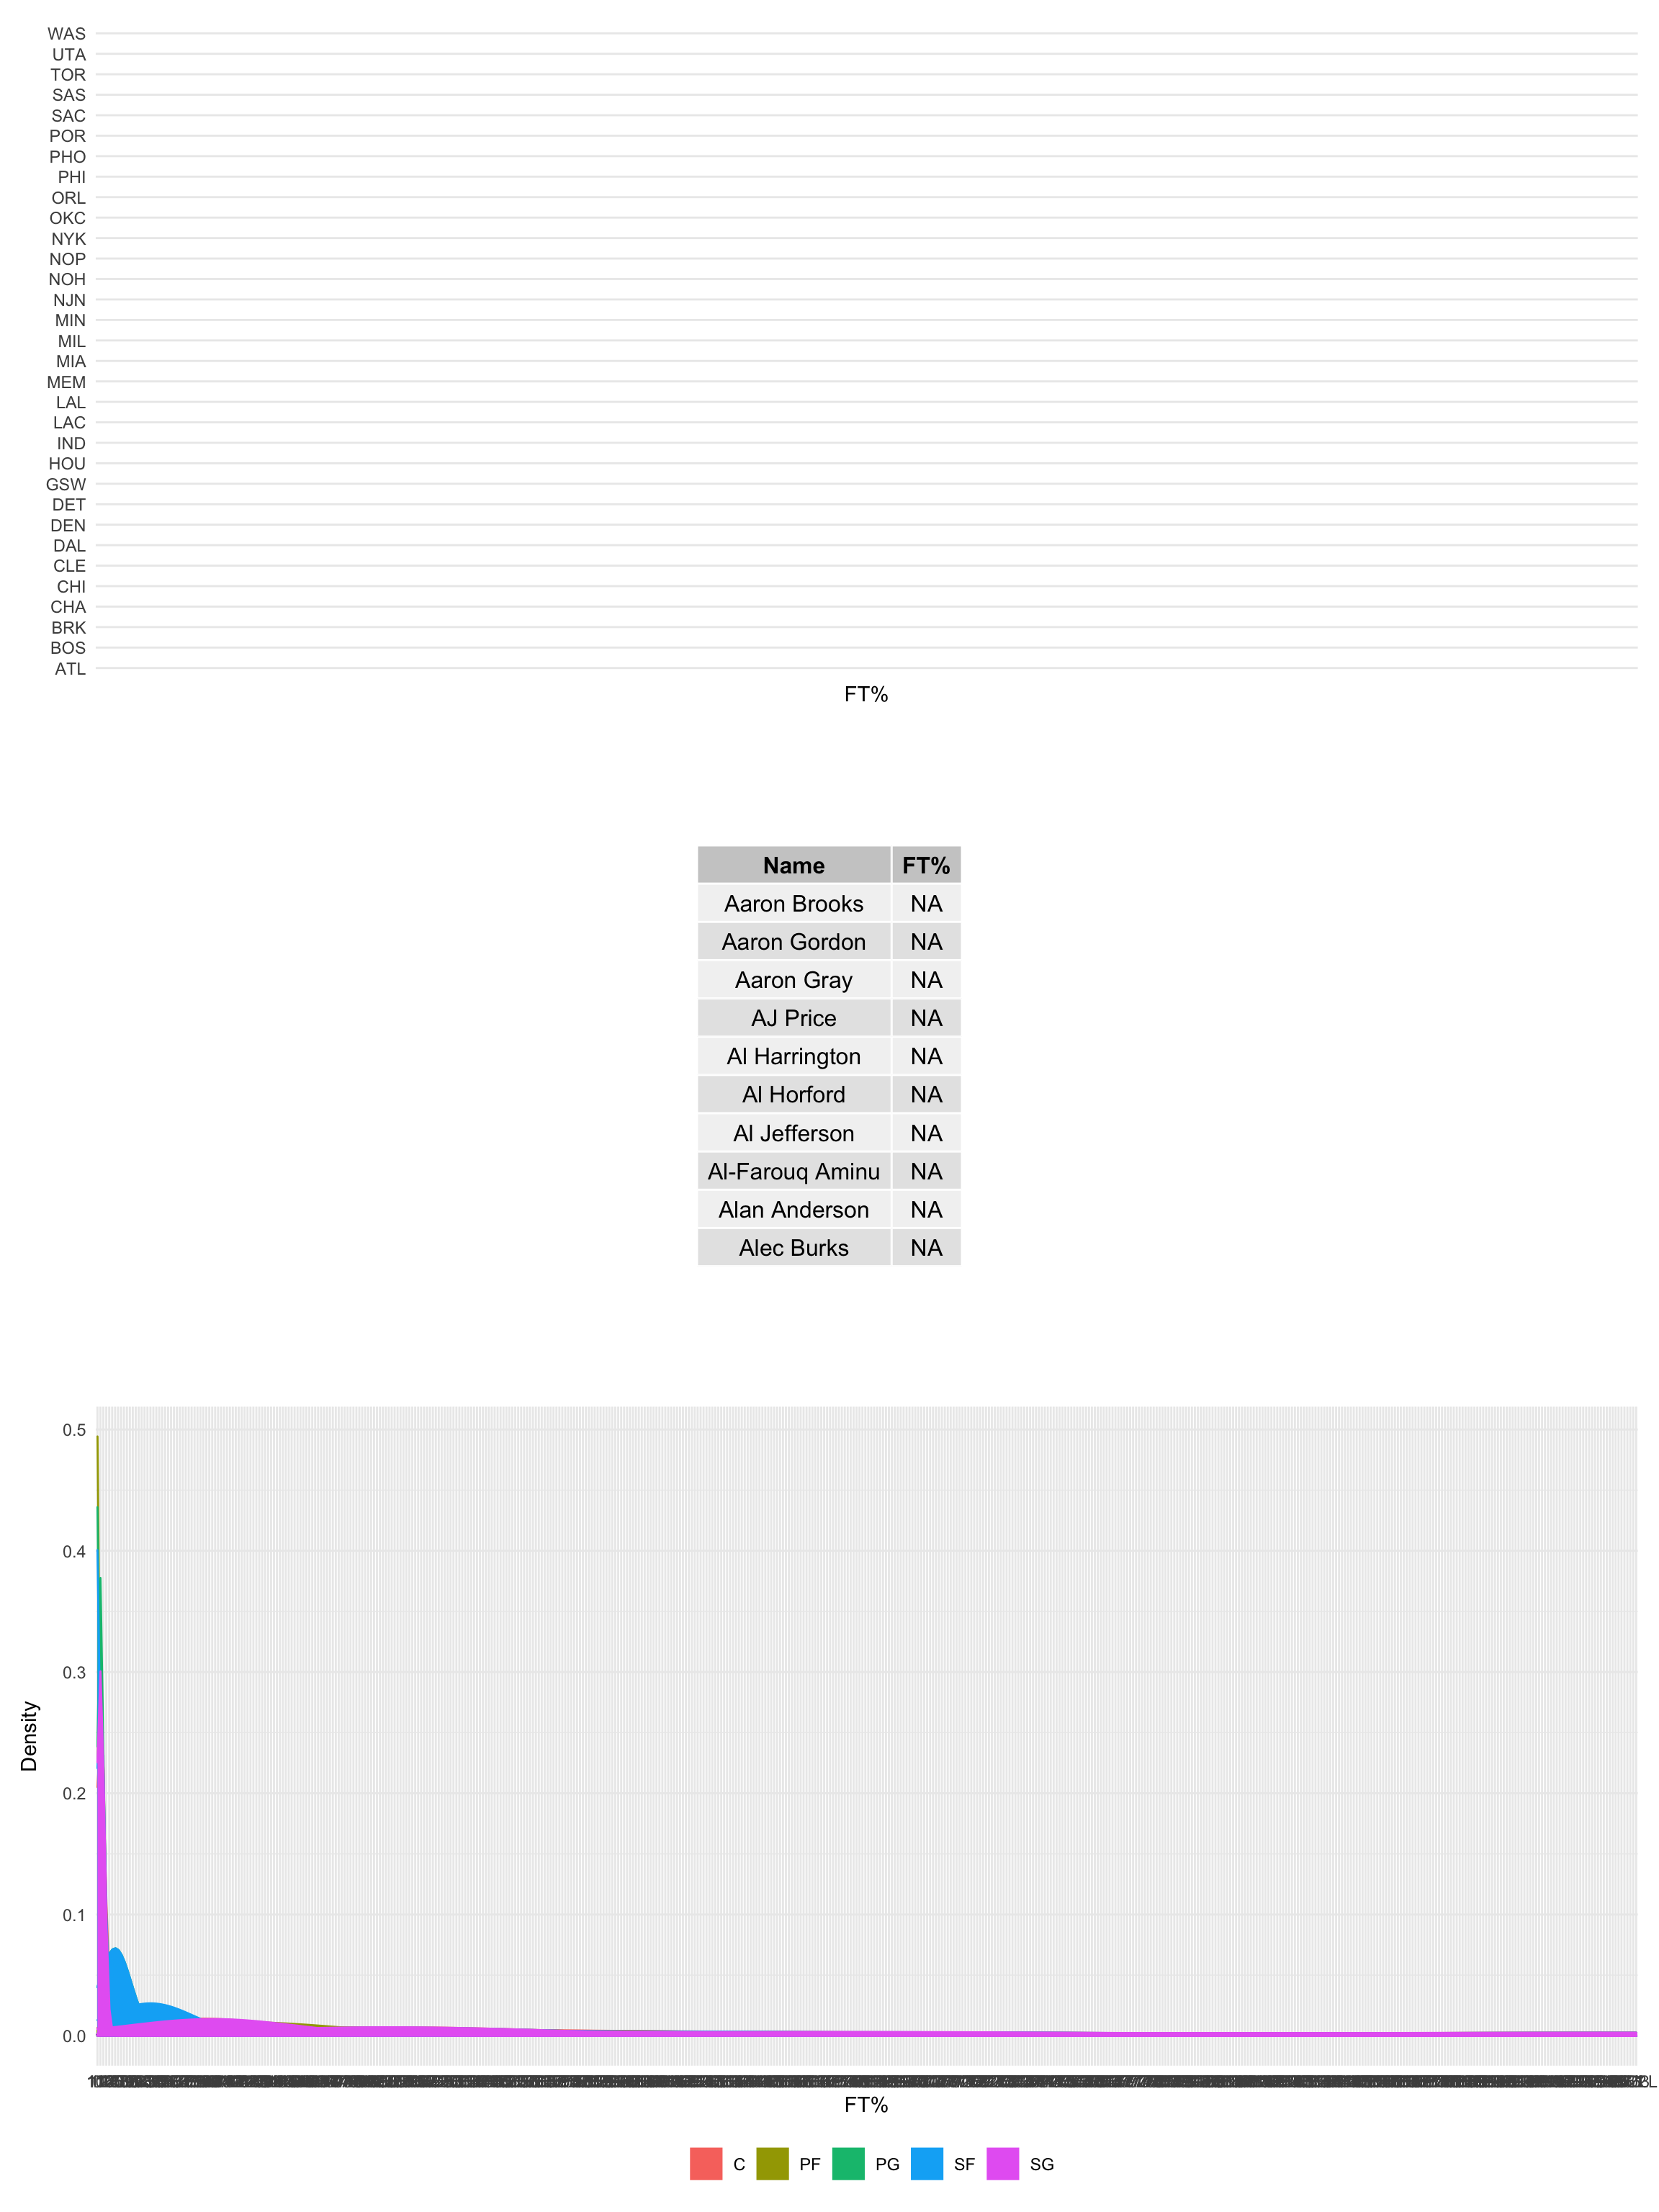 WAS
UTA
TOR
SAS
SAC
POR
PHO
PHI
ORL
OKC
NYK
NOP
NOH
NJN
MIN
MIL
MIA
MEM
LAL
LAC
IND
HOU
GSW
DET
DEN
DAL
CLE
CHI
CHA
BRK
BOS
ATL
FT%
Name FT%
Aaron Brooks NA
Aaron Gordon NA
Aaron Gray NA
AJ Price NA
Al Harrington NA
Al Horford NA
Al Jefferson NA
Al-Farouq Aminu NA
Alan Anderson NA
Alec Burks NA
0.5
0.4
0.3
0.2
0.1
0.0
Density
FT%
C PF PG SF SG